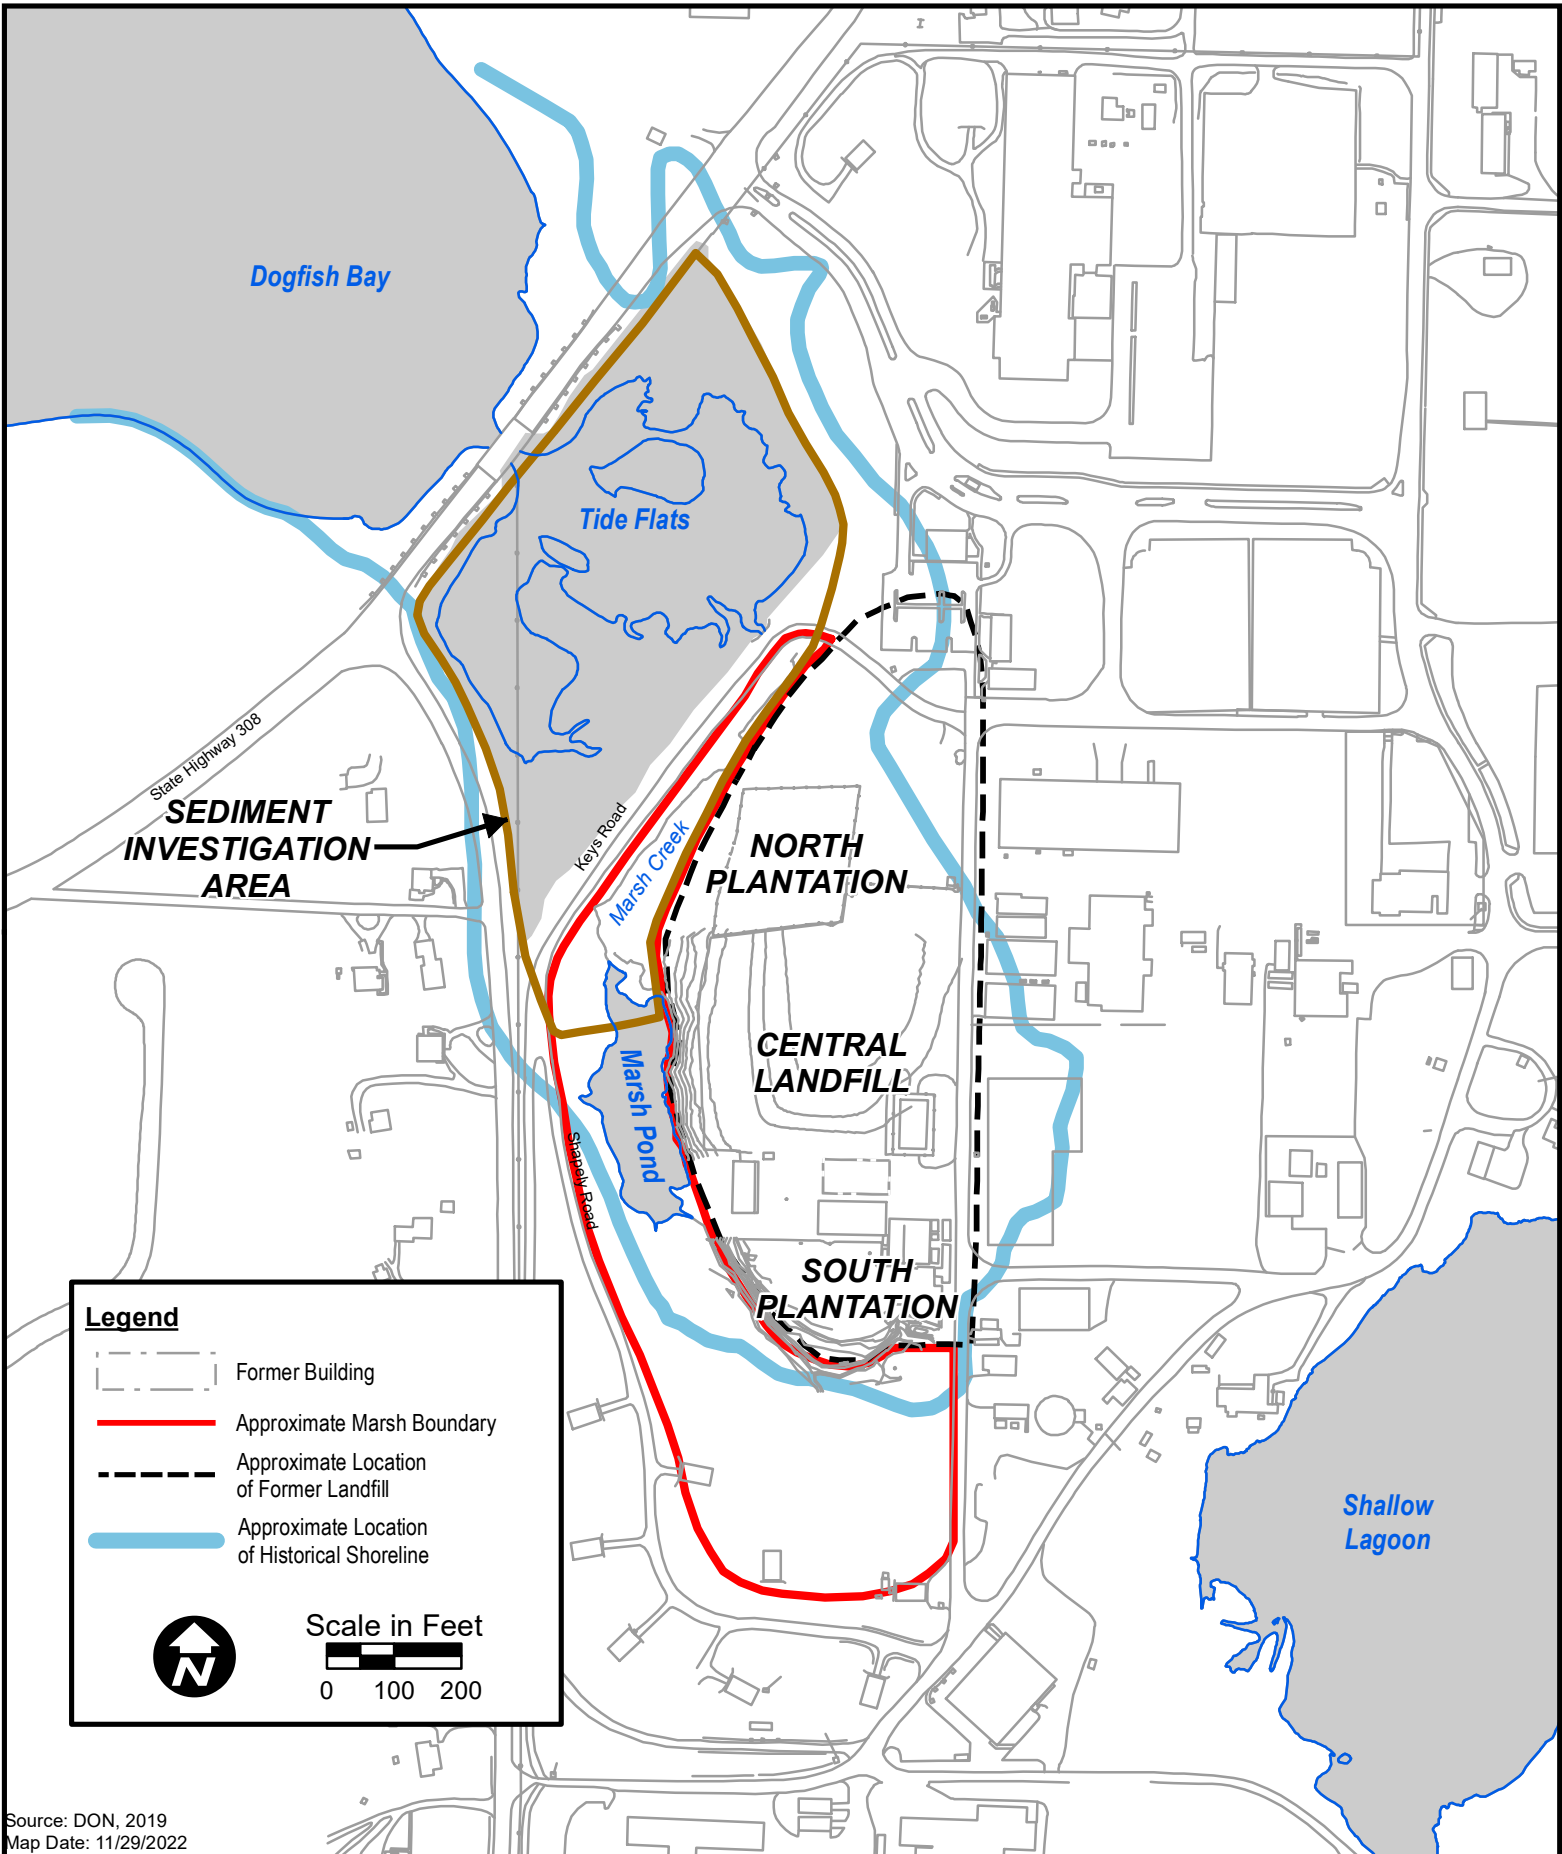 Dogfish Bay
Tide Flats
State Highway 308
SEDIMENT
INVESTIGATION
AREA
Keys Road
Marsh Creek
NORTH
PLANTATION
CENTRAL
LANDFILL
Marsh Pond
Shapely Road
SOUTH
PLANTATION
Shallow
Lagoon
Legend
Former Building
Approximate Marsh Boundary
Approximate Location
of Former Landfill
Approximate Location
of Historical Shoreline
N
Scale in Feet
0 100 200
Source: DON, 2019
Map Date: 11/29/2022